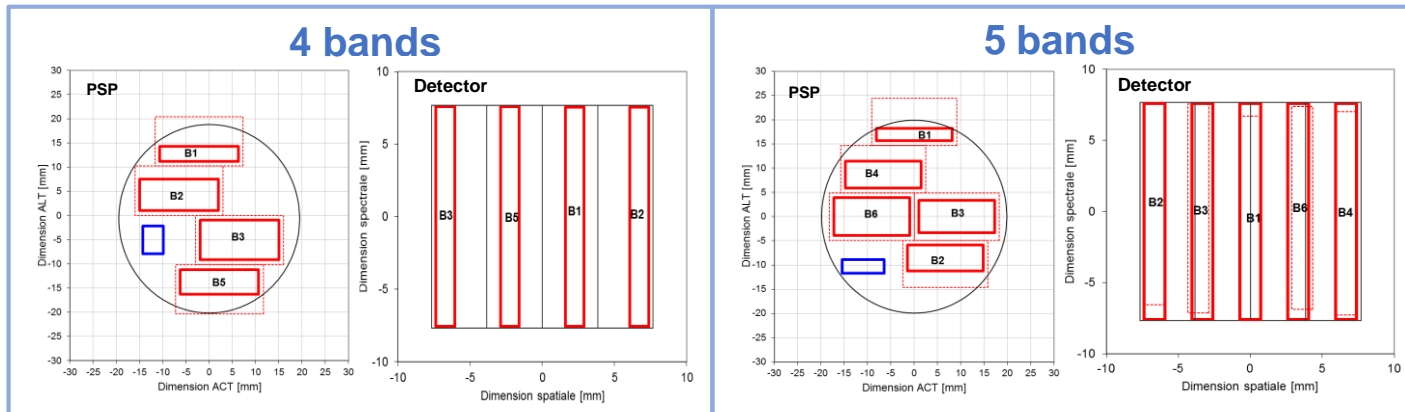 4 bands
PSP
Dimension ALT [mm]
30
25
20
15
10
5
0
-5
-10
-15
-20
-25
-30
B1
B2
B3
B5
-30 -25 -20 -15 -10 -5 0 5 10 15 20 25 30
Dimension ACT [mm]
Detector
Dimension spectrale [mm]
10
5
0
-5
-10
B3 B5 B1 B2
-10 -5 0 5 10
Dimension spatiale [mm]
5 bands
PSP
Dimension ALT [mm]
30
25
20
15
10
5
0
-5
-10
-15
-20
-25
-30
B1
B4
B6 B3
B2
-30 -25 -20 -15 -10 -5 0 5 10 15 20 25 30
Dimension ACT [mm]
Detector
Dimension spectrale [mm]
10
5
0
-5
-10
B2 B3 B1 B6 B4
-10 -5 0 5 10
Dimension spatiale [mm]